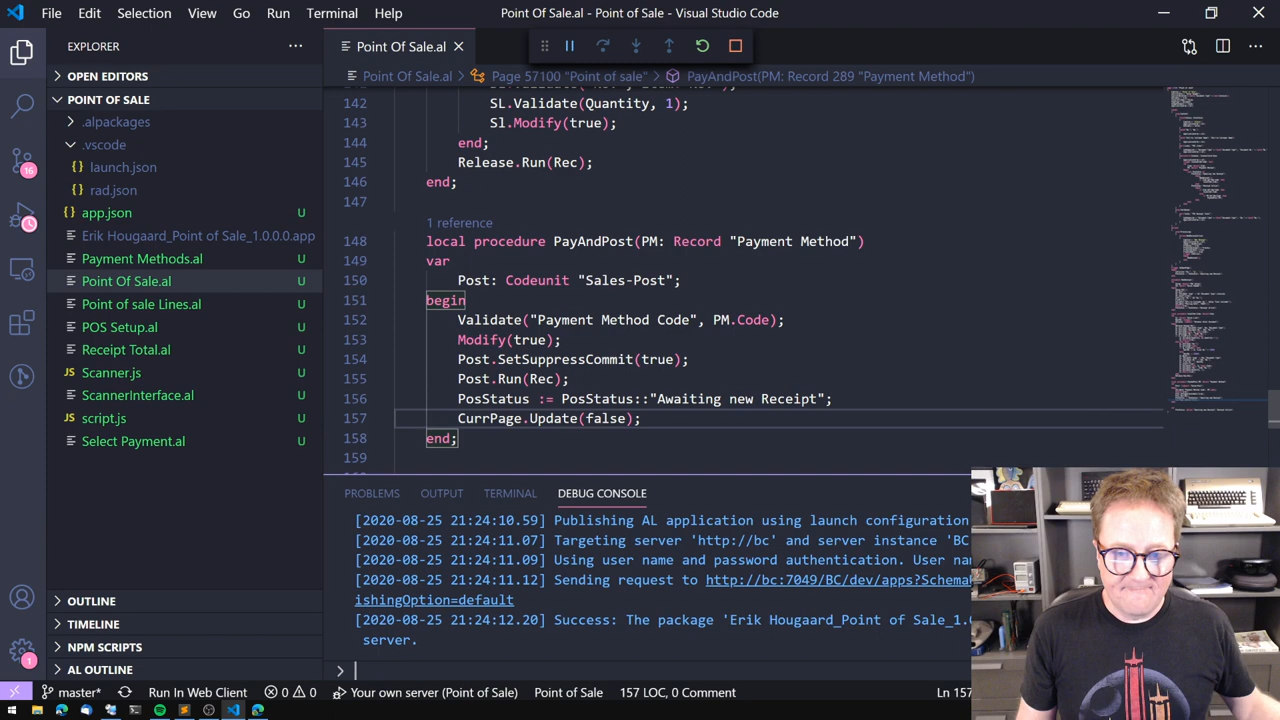 File Edit Selection View Go Run Terminal Help
Point Of Sale.al - Point of Sale - Visual Studio Code
EXPLORER
OPEN EDITORS
POINT OF SALE
.alpackages
.vscode
launch.json
rad.json
app.json U
Erik Hougaard_Point of Sale_1.0.0.0.app
Payment Methods.al U
Point Of Sale.al U
Point of sale Lines.al U
POS Setup.al U
Receipt Total.al U
JS Scanner.js U
ScannerInterface.al U
JS script.js U
Select Payment.al U
OUTLINE
TIMELINE
NPM SCRIPTS
AL OUTLINE
16
1
Point Of Sale.al
Point Of Sale.al > Page 57100 "Point of sale" > PayAndPost(PM: Record 289 "Payment Method")
142 SL.Validate(Quantity, 1);
143 Sl.Modify(true);
144 end;
145 Release.Run(Rec);
146 end;
147
1 reference
148 local procedure PayAndPost(PM: Record "Payment Method")
149 var
150 Post: Codeunit "Sales-Post";
151 begin
152 Validate("Payment Method Code", PM.Code);
153 Modify(true);
154 Post.SetSuppressCommit(true);
155 Post.Run(Rec);
156 PosStatus := PosStatus::"Awaiting new Receipt";
157 CurrPage.Update(false);
158 end;
159
PROBLEMS OUTPUT TERMINAL DEBUG CONSOLE
[2020-08-25 21:24:10.59] Publishing AL application using launch configuration
[2020-08-25 21:24:11.07] Targeting server 'http://bc' and server instance 'BC
[2020-08-25 21:24:11.07] Using user name and password authentication. User nam
[2020-08-25 21:24:11.12] Sending request to http://bc:7049/BC/dev/apps?Schema
ishingOption=default
[2020-08-25 21:24:12.20] Success: The package 'Erik Hougaard_Point of Sale_1.0
server.
master* Run In Web Client 0 0 Your own server (Point of Sale) Point of Sale 157 LOC, 0 Comment Ln 157